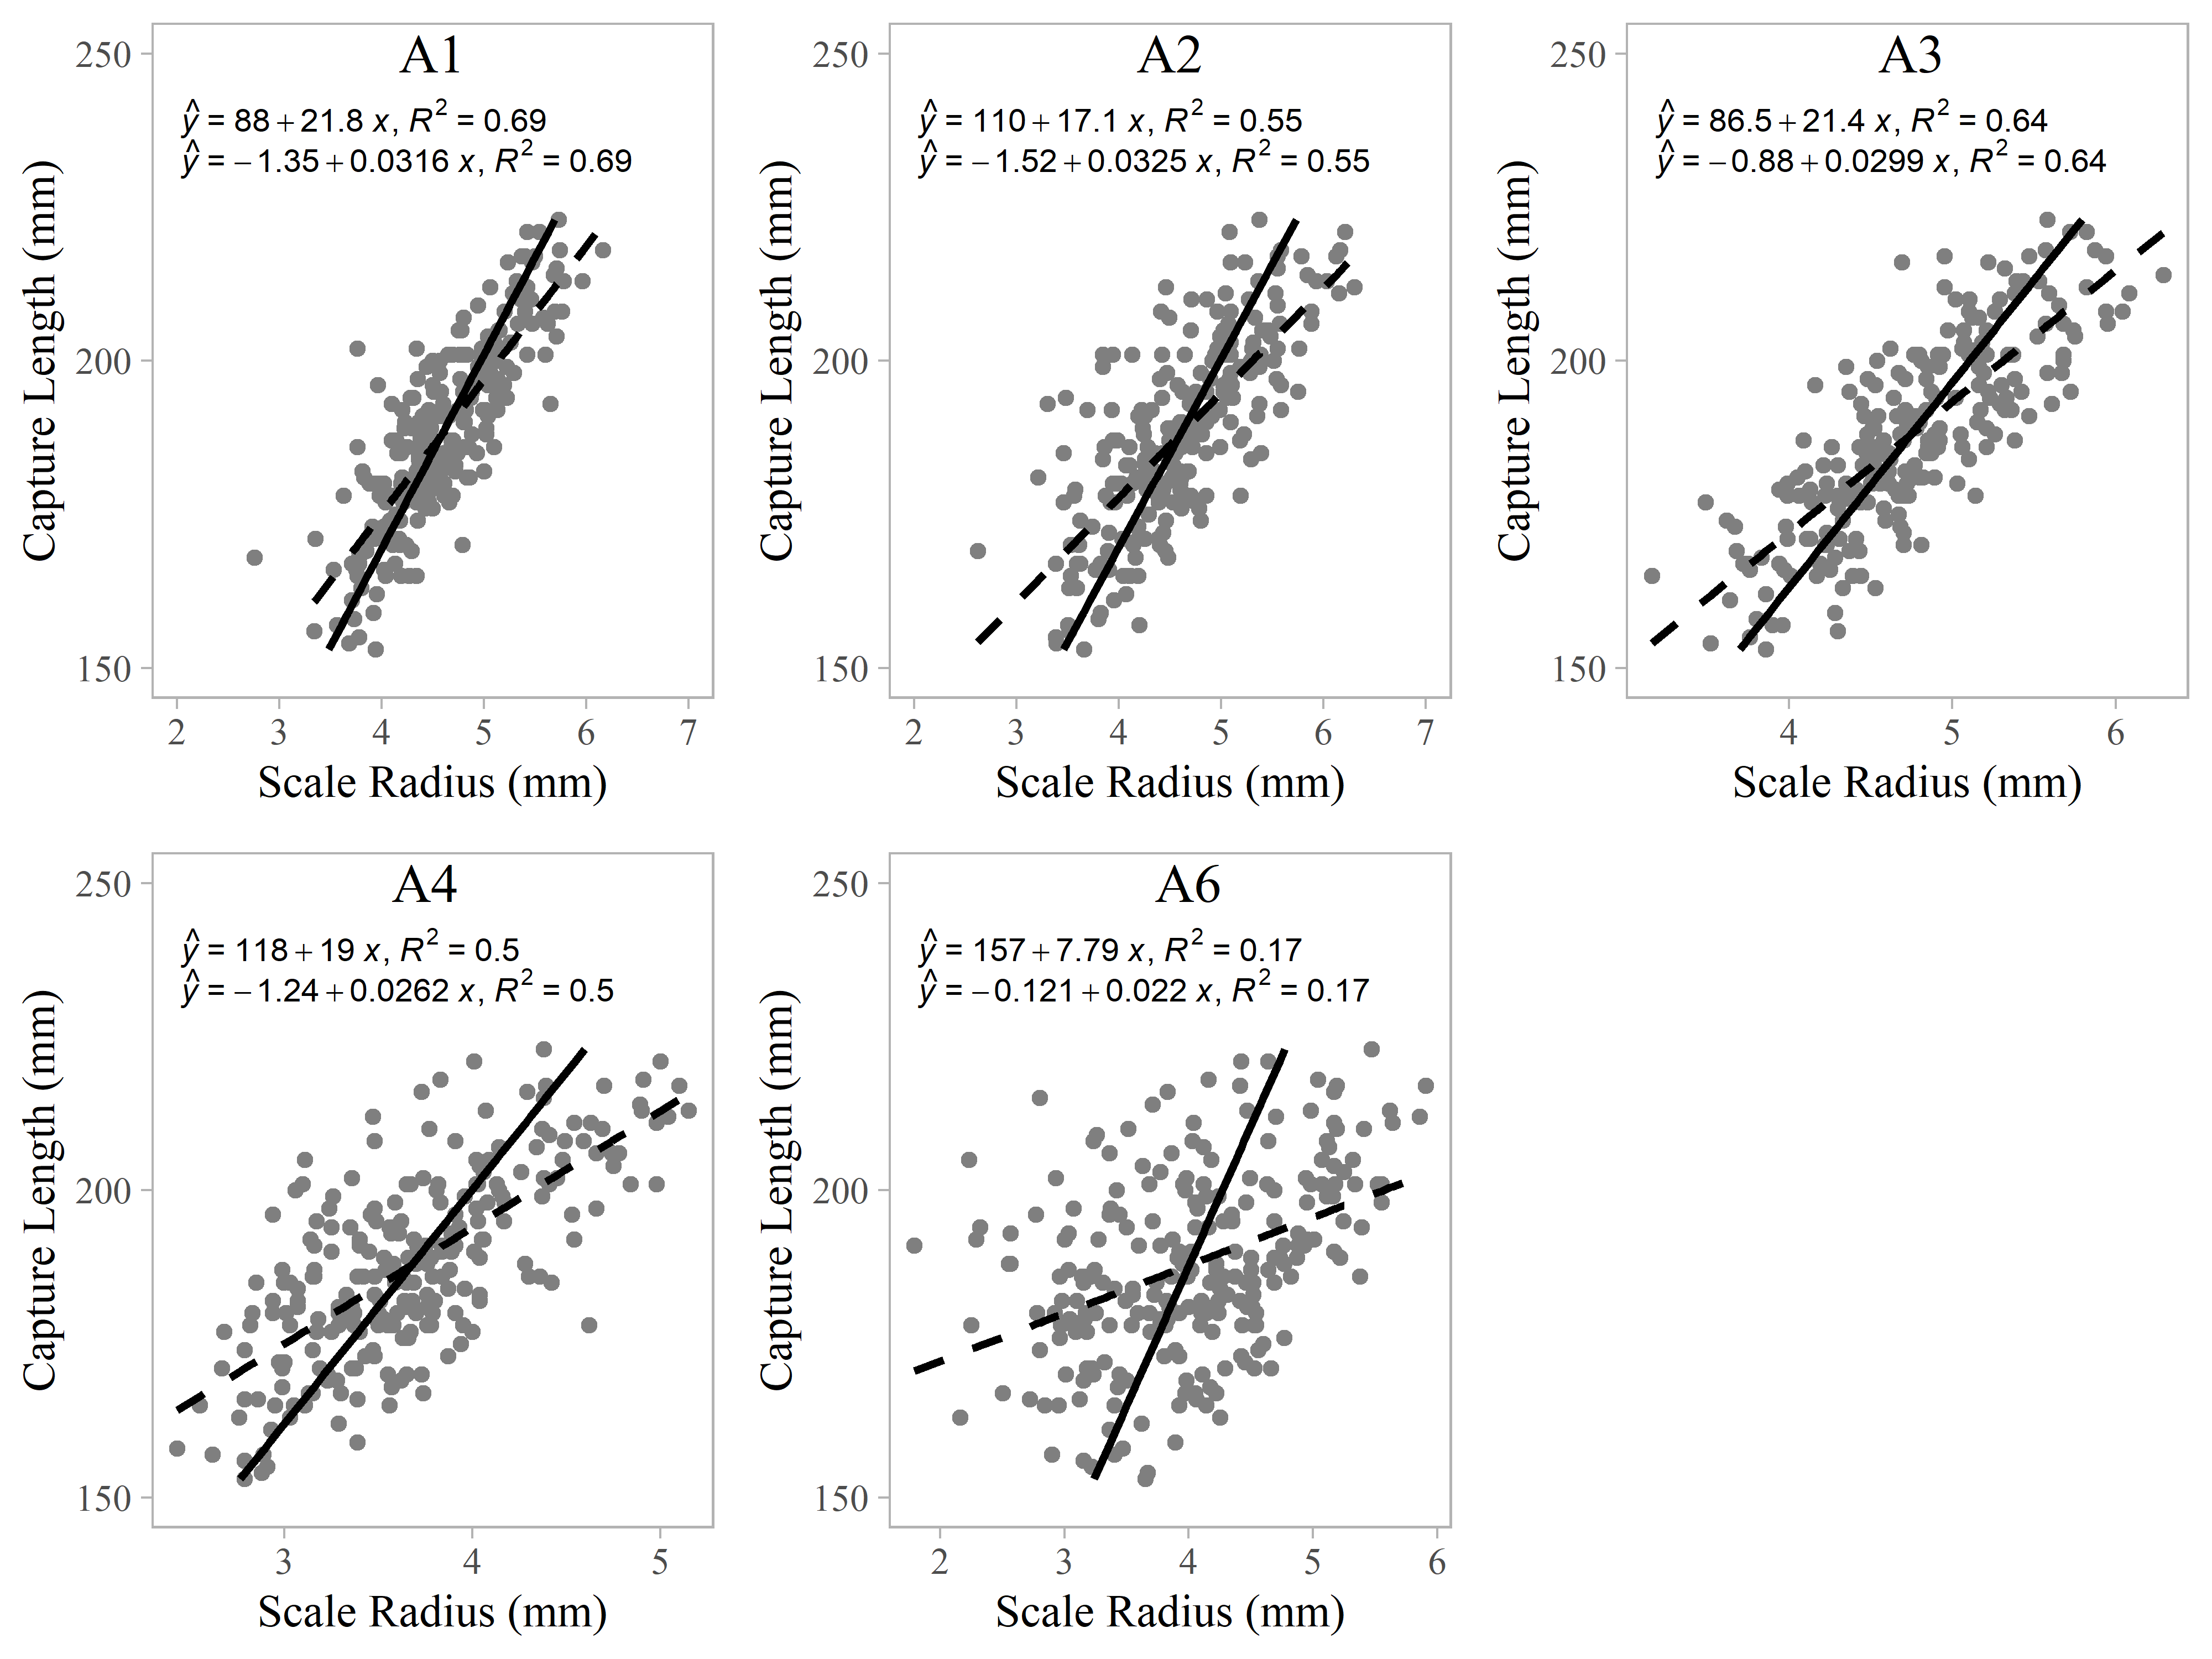 A1
ŷ = 88 + 21.8 x, R² = 0.69
ŷ = −1.35 + 0.0316 x, R² = 0.69
250
200
150
Capture Length (mm)
2 3 4 5 6 7
Scale Radius (mm)
A2
ŷ = 110 + 17.1 x, R² = 0.55
ŷ = −1.52 + 0.0325 x, R² = 0.55
250
200
150
Capture Length (mm)
2 3 4 5 6 7
Scale Radius (mm)
A3
ŷ = 86.5 + 21.4 x, R² = 0.64
ŷ = −0.88 + 0.0299 x, R² = 0.64
250
200
150
Capture Length (mm)
4 5 6
Scale Radius (mm)
A4
ŷ = 118 + 19 x, R² = 0.5
ŷ = −1.24 + 0.0262 x, R² = 0.5
250
200
150
Capture Length (mm)
3 4 5
Scale Radius (mm)
A6
ŷ = 157 + 7.79 x, R² = 0.17
ŷ = −0.121 + 0.022 x, R² = 0.17
250
200
150
Capture Length (mm)
2 3 4 5 6
Scale Radius (mm)